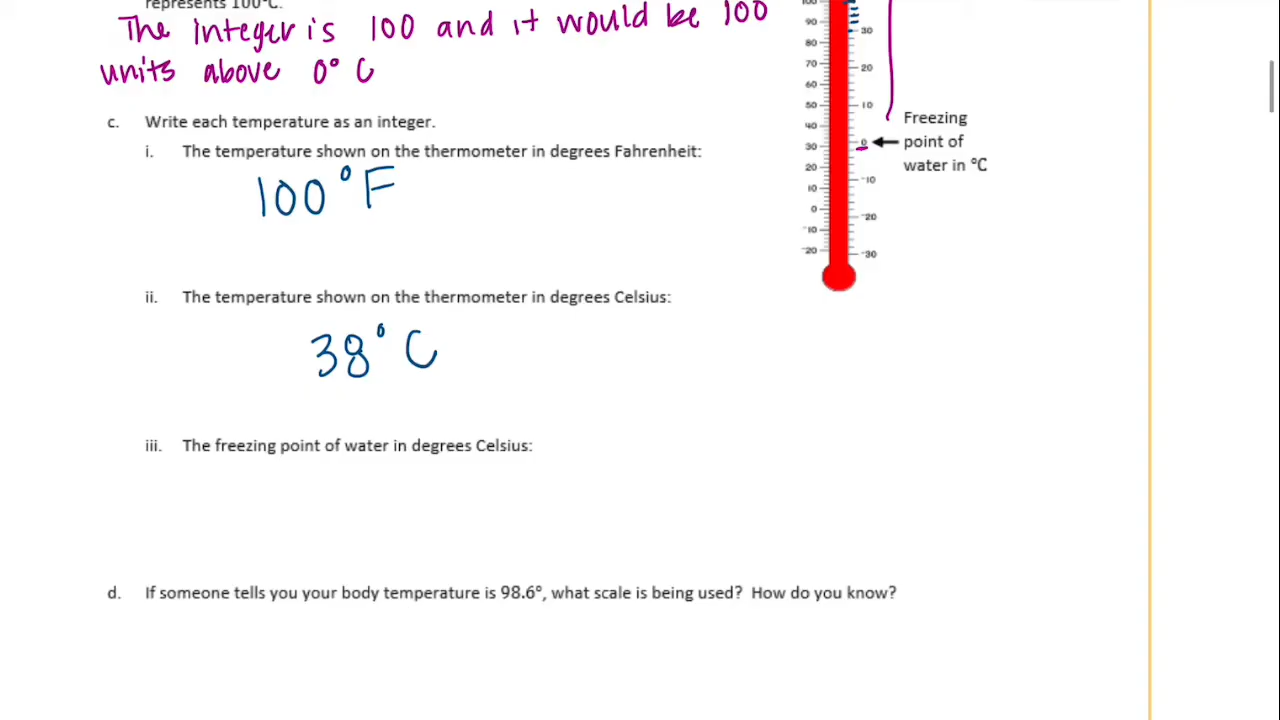 represents 100°C.
The integer is 100 and it would be 100
units above 0° C
c. Write each temperature as an integer.
i. The temperature shown on the thermometer in degrees Fahrenheit:
100°F
ii. The temperature shown on the thermometer in degrees Celsius:
38° C
iii. The freezing point of water in degrees Celsius:
d. If someone tells you your body temperature is 98.6°, what scale is being used? How do you know?
100
90
80
70
60
50
40
30
20
10
0
-10
-20
30
20
10
0
-10
-20
-30
Freezing
point of
water in °C